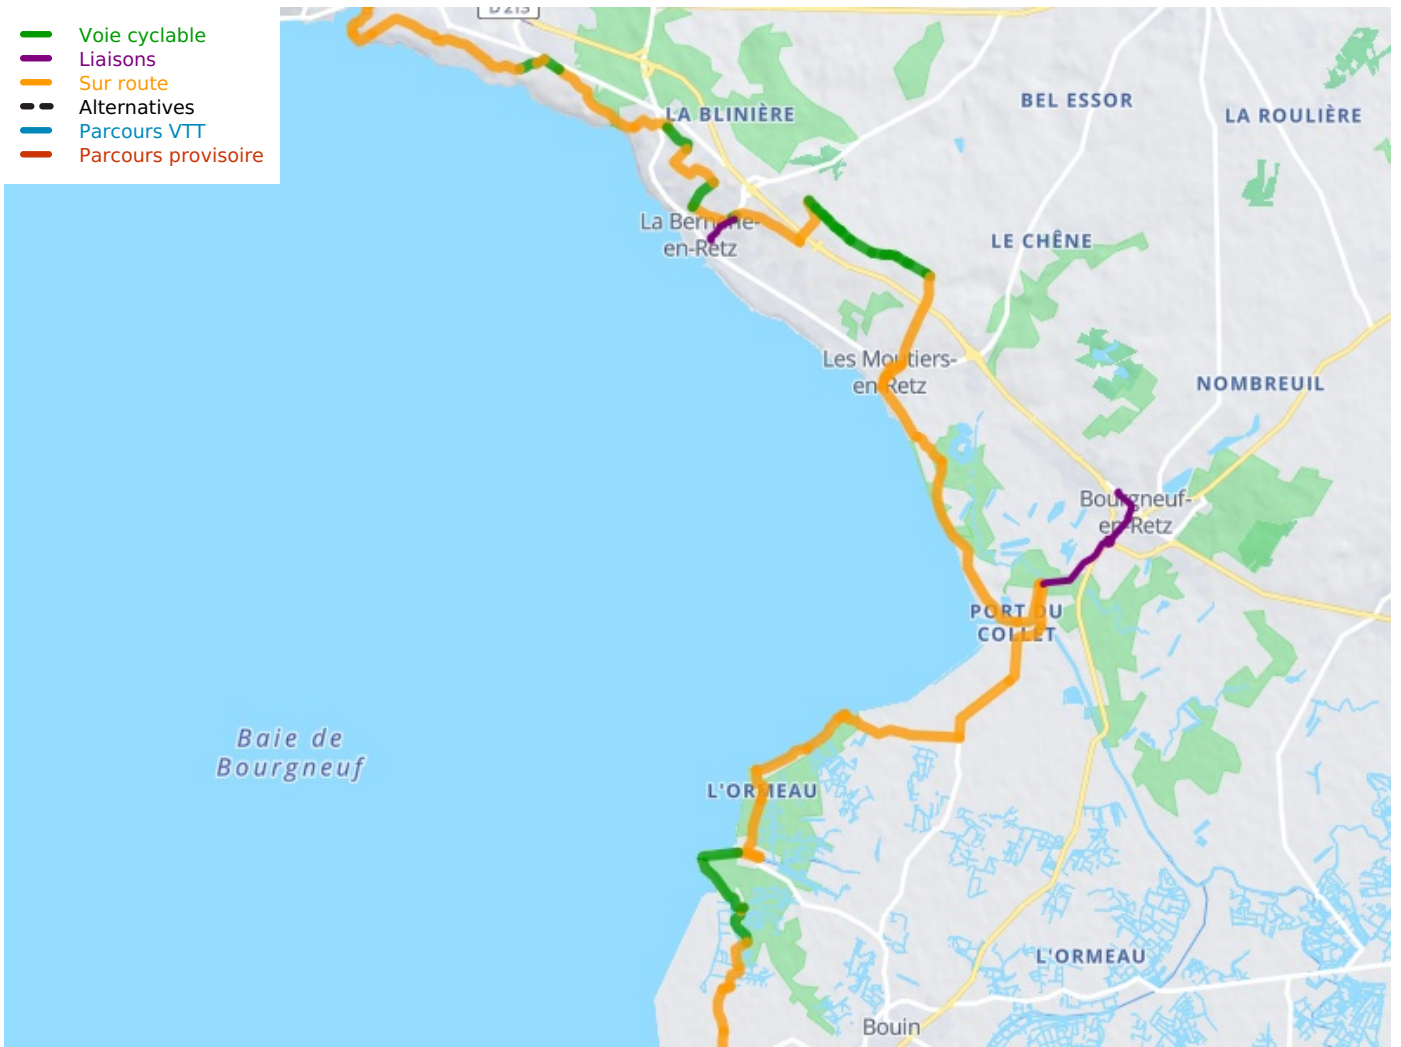 D 213
Voie cyclable
Liaisons
Sur route
Alternatives
Parcours VTT
Parcours provisoire
LA BLINIÈRE
BEL ESSOR
LA ROULIÈRE
La Bernerie-
en-Retz
LE CHÊNE
Les Moutiers-
en-Retz
NOMBREUIL
Bourgneuf-
en-Retz
PORT DU
COLLET
Baie de
Bourgneuf
L'ORMEAU
L'ORMEAU
Bouin